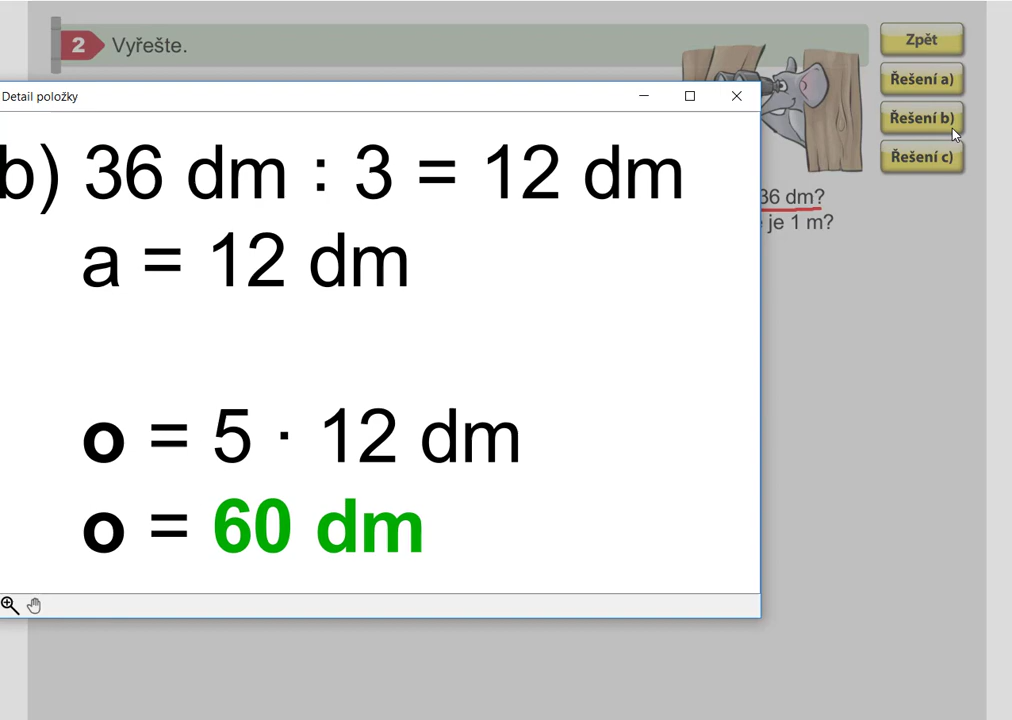 2 Vyřešte.
Zpět
Řešení a)
Řešení b)
Řešení c)
36 dm?
je 1 m?
Detail položky
b) 36 dm : 3 = 12 dm
a = 12 dm
o = 5 · 12 dm
o = 60 dm